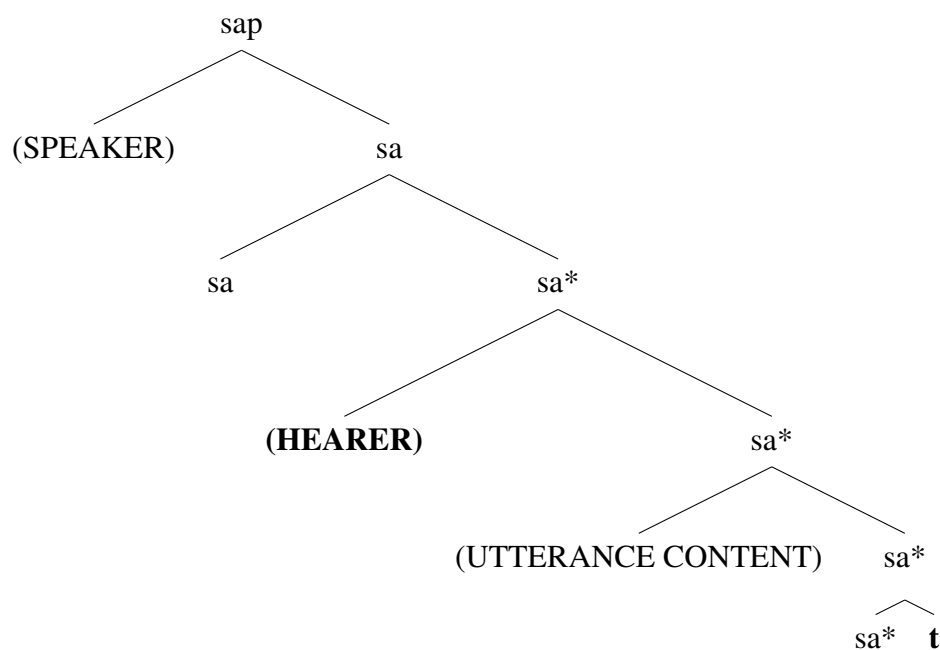 sap
(SPEAKER) sa
sa sa*
(HEARER) sa*
(UTTERANCE CONTENT) sa*
sa* t